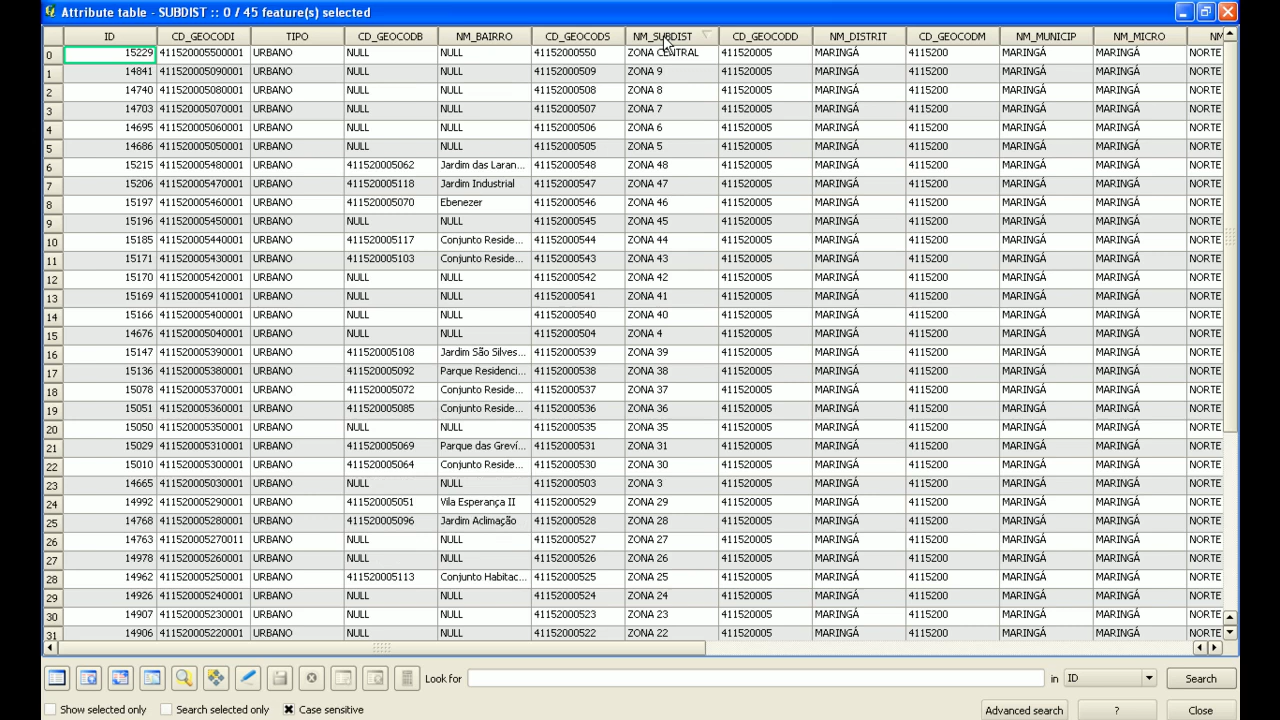 Attribute table - SUBDIST :: 0 / 45 feature(s) selected
ID CD_GEOCODI TIPO CD_GEOCODB NM_BAIRRO CD_GEOCODS NM_SUBDIST CD_GEOCODD NM_DISTRIT CD_GEOCODM NM_MUNICIP NM_MICRO NM
0 15229 411520005500001 URBANO NULL NULL 41152000550 ZONA CENTRAL 411520005 MARINGÁ 4115200 MARINGÁ MARINGÁ NORTE
1 14841 411520005090001 URBANO NULL NULL 41152000509 ZONA 9 411520005 MARINGÁ 4115200 MARINGÁ MARINGÁ NORTE
2 14740 411520005080001 URBANO NULL NULL 41152000508 ZONA 8 411520005 MARINGÁ 4115200 MARINGÁ MARINGÁ NORTE
3 14703 411520005070001 URBANO NULL NULL 41152000507 ZONA 7 411520005 MARINGÁ 4115200 MARINGÁ MARINGÁ NORTE
4 14695 411520005060001 URBANO NULL NULL 41152000506 ZONA 6 411520005 MARINGÁ 4115200 MARINGÁ MARINGÁ NORTE
5 14686 411520005050001 URBANO NULL NULL 41152000505 ZONA 5 411520005 MARINGÁ 4115200 MARINGÁ MARINGÁ NORTE
6 15215 411520005480001 URBANO 411520005062 Jardim das Laran... 41152000548 ZONA 48 411520005 MARINGÁ 4115200 MARINGÁ MARINGÁ NORTE
7 15206 411520005470001 URBANO 411520005118 Jardim Industrial 41152000547 ZONA 47 411520005 MARINGÁ 4115200 MARINGÁ MARINGÁ NORTE
8 15197 411520005460001 URBANO 411520005070 Ebenezer 41152000546 ZONA 46 411520005 MARINGÁ 4115200 MARINGÁ MARINGÁ NORTE
9 15196 411520005450001 URBANO NULL NULL 41152000545 ZONA 45 411520005 MARINGÁ 4115200 MARINGÁ MARINGÁ NORTE
10 15185 411520005440001 URBANO 411520005117 Conjunto Reside... 41152000544 ZONA 44 411520005 MARINGÁ 4115200 MARINGÁ MARINGÁ NORTE
11 15171 411520005430001 URBANO 411520005103 Conjunto Reside... 41152000543 ZONA 43 411520005 MARINGÁ 4115200 MARINGÁ MARINGÁ NORTE
12 15170 411520005420001 URBANO NULL NULL 41152000542 ZONA 42 411520005 MARINGÁ 4115200 MARINGÁ MARINGÁ NORTE
13 15169 411520005410001 URBANO NULL NULL 41152000541 ZONA 41 411520005 MARINGÁ 4115200 MARINGÁ MARINGÁ NORTE
14 15166 411520005400001 URBANO NULL NULL 41152000540 ZONA 40 411520005 MARINGÁ 4115200 MARINGÁ MARINGÁ NORTE
15 14676 411520005040001 URBANO NULL NULL 41152000504 ZONA 4 411520005 MARINGÁ 4115200 MARINGÁ MARINGÁ NORTE
16 15147 411520005390001 URBANO 411520005108 Jardim São Silves... 41152000539 ZONA 39 411520005 MARINGÁ 4115200 MARINGÁ MARINGÁ NORTE
17 15136 411520005380001 URBANO 411520005092 Parque Residenci... 41152000538 ZONA 38 411520005 MARINGÁ 4115200 MARINGÁ MARINGÁ NORTE
18 15078 411520005370001 URBANO 411520005072 Conjunto Reside... 41152000537 ZONA 37 411520005 MARINGÁ 4115200 MARINGÁ MARINGÁ NORTE
19 15051 411520005360001 URBANO 411520005085 Conjunto Reside... 41152000536 ZONA 36 411520005 MARINGÁ 4115200 MARINGÁ MARINGÁ NORTE
20 15050 411520005350001 URBANO NULL NULL 41152000535 ZONA 35 411520005 MARINGÁ 4115200 MARINGÁ MARINGÁ NORTE
21 15029 411520005310001 URBANO 411520005069 Parque das Greví... 41152000531 ZONA 31 411520005 MARINGÁ 4115200 MARINGÁ MARINGÁ NORTE
22 15010 411520005300001 URBANO 411520005064 Conjunto Reside... 41152000530 ZONA 30 411520005 MARINGÁ 4115200 MARINGÁ MARINGÁ NORTE
23 14665 411520005030001 URBANO NULL NULL 41152000503 ZONA 3 411520005 MARINGÁ 4115200 MARINGÁ MARINGÁ NORTE
24 14992 411520005290001 URBANO 411520005051 Vila Esperança II 41152000529 ZONA 29 411520005 MARINGÁ 4115200 MARINGÁ MARINGÁ NORTE
25 14768 411520005280001 URBANO 411520005096 Jardim Aclimação 41152000528 ZONA 28 411520005 MARINGÁ 4115200 MARINGÁ MARINGÁ NORTE
26 14763 411520005270011 URBANO NULL NULL 41152000527 ZONA 27 411520005 MARINGÁ 4115200 MARINGÁ MARINGÁ NORTE
27 14978 411520005260001 URBANO NULL NULL 41152000526 ZONA 26 411520005 MARINGÁ 4115200 MARINGÁ MARINGÁ NORTE
28 14962 411520005250001 URBANO 411520005113 Conjunto Habitac... 41152000525 ZONA 25 411520005 MARINGÁ 4115200 MARINGÁ MARINGÁ NORTE
29 14926 411520005240001 URBANO NULL NULL 41152000524 ZONA 24 411520005 MARINGÁ 4115200 MARINGÁ MARINGÁ NORTE
30 14907 411520005230001 URBANO NULL NULL 41152000523 ZONA 23 411520005 MARINGÁ 4115200 MARINGÁ MARINGÁ NORTE
31 14906 411520005220001 URBANO NULL NULL 41152000522 ZONA 22 411520005 MARINGÁ 4115200 MARINGÁ MARINGÁ NORTE
Look for in ID Search
Show selected only Search selected only Case sensitive Advanced search ? Close